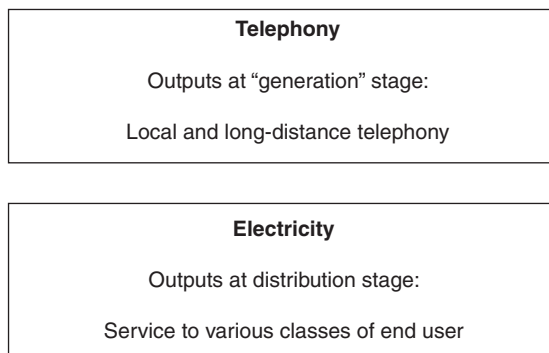 Telephony
Outputs at “generation” stage:
Local and long-distance telephony
Electricity
Outputs at distribution stage:
Service to various classes of end user